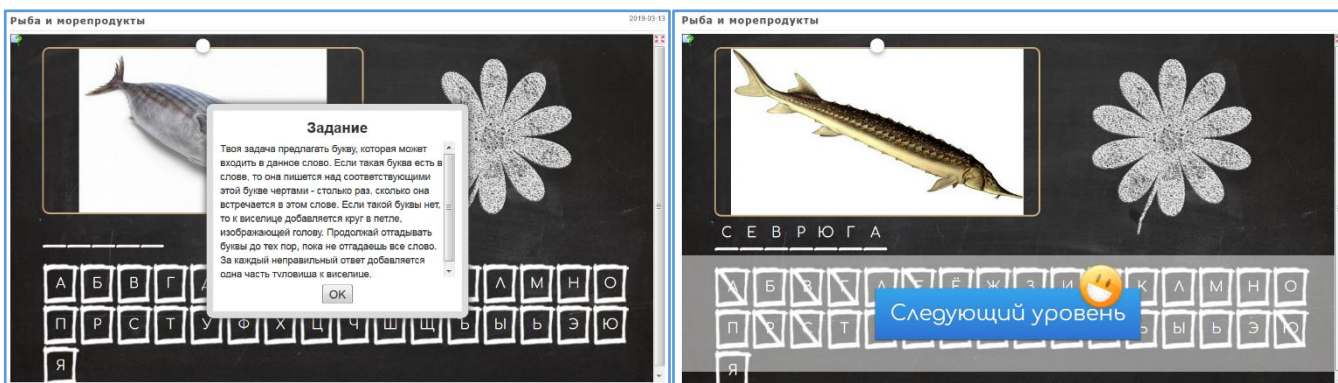 Рыба и морепродукты
2019-03-13
Задание
Твоя задача предлагать букву, которая может
входить в данное слово. Если такая буква есть в
слове, то она пишется над соответствующими
этой букве чертами - столько раз, сколько она
встречается в этом слове. Если такой буквы нет,
то к виселице добавляется круг в петле,
изображающей голову. Продолжай отгадывать
буквы до тех пор, пока не отгадаешь все слово.
За каждый неправильный ответ добавляется
одна часть туловища к виселице.
OK
А Б В Г Л М Н О
П Р С Т У Ф Х Ц Ч Ш Щ Ъ Ы Ь Э Ю
Я
Рыба и морепродукты
С Е В Р Ю Г А
А Б В Г Д Е Ё Ж З И К Л М Н О
П Р С Т Ъ Ы Ь Э Ю
Следующий уровень
Я